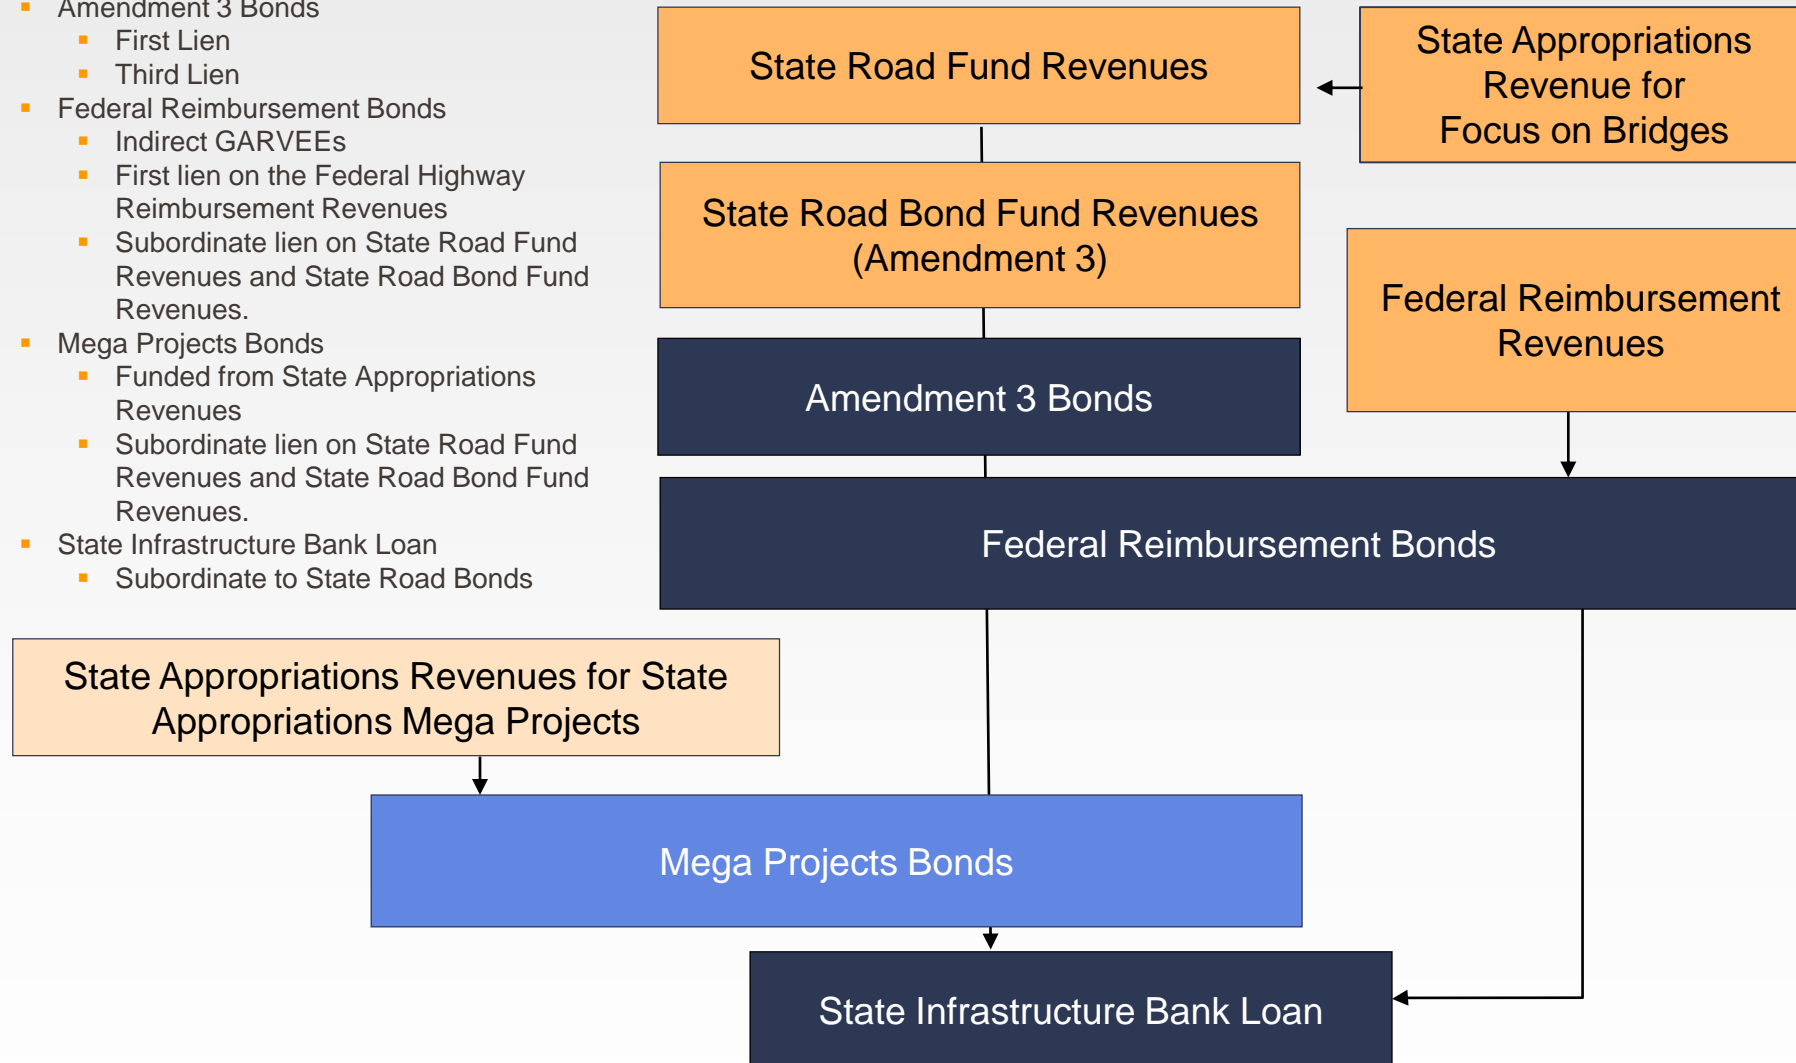 Amendment 3 Bonds
First Lien
Third Lien
Federal Reimbursement Bonds
Indirect GARVEEs
First lien on the Federal Highway
Reimbursement Revenues
Subordinate lien on State Road Fund
Revenues and State Road Bond Fund
Revenues.
Mega Projects Bonds
Funded from State Appropriations
Revenues
Subordinate lien on State Road Fund
Revenues and State Road Bond Fund
Revenues.
State Infrastructure Bank Loan
Subordinate to State Road Bonds
State Road Fund Revenues
State Appropriations
Revenue for
Focus on Bridges
State Road Bond Fund Revenues
(Amendment 3)
Federal Reimbursement
Revenues
Amendment 3 Bonds
Federal Reimbursement Bonds
State Appropriations Revenues for State
Appropriations Mega Projects
Mega Projects Bonds
State Infrastructure Bank Loan